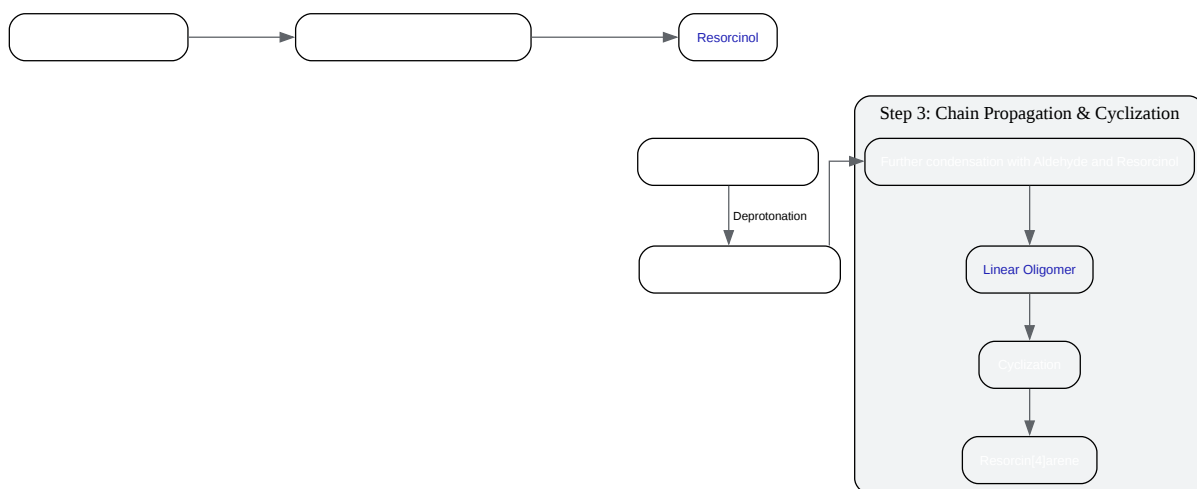 Resorcinol
Step 3: Chain Propagation & Cyclization
Further condensation with Aldehyde and Resorcinol
Deprotonation
Linear Oligomer
Cyclization
Resorcin[4]arene